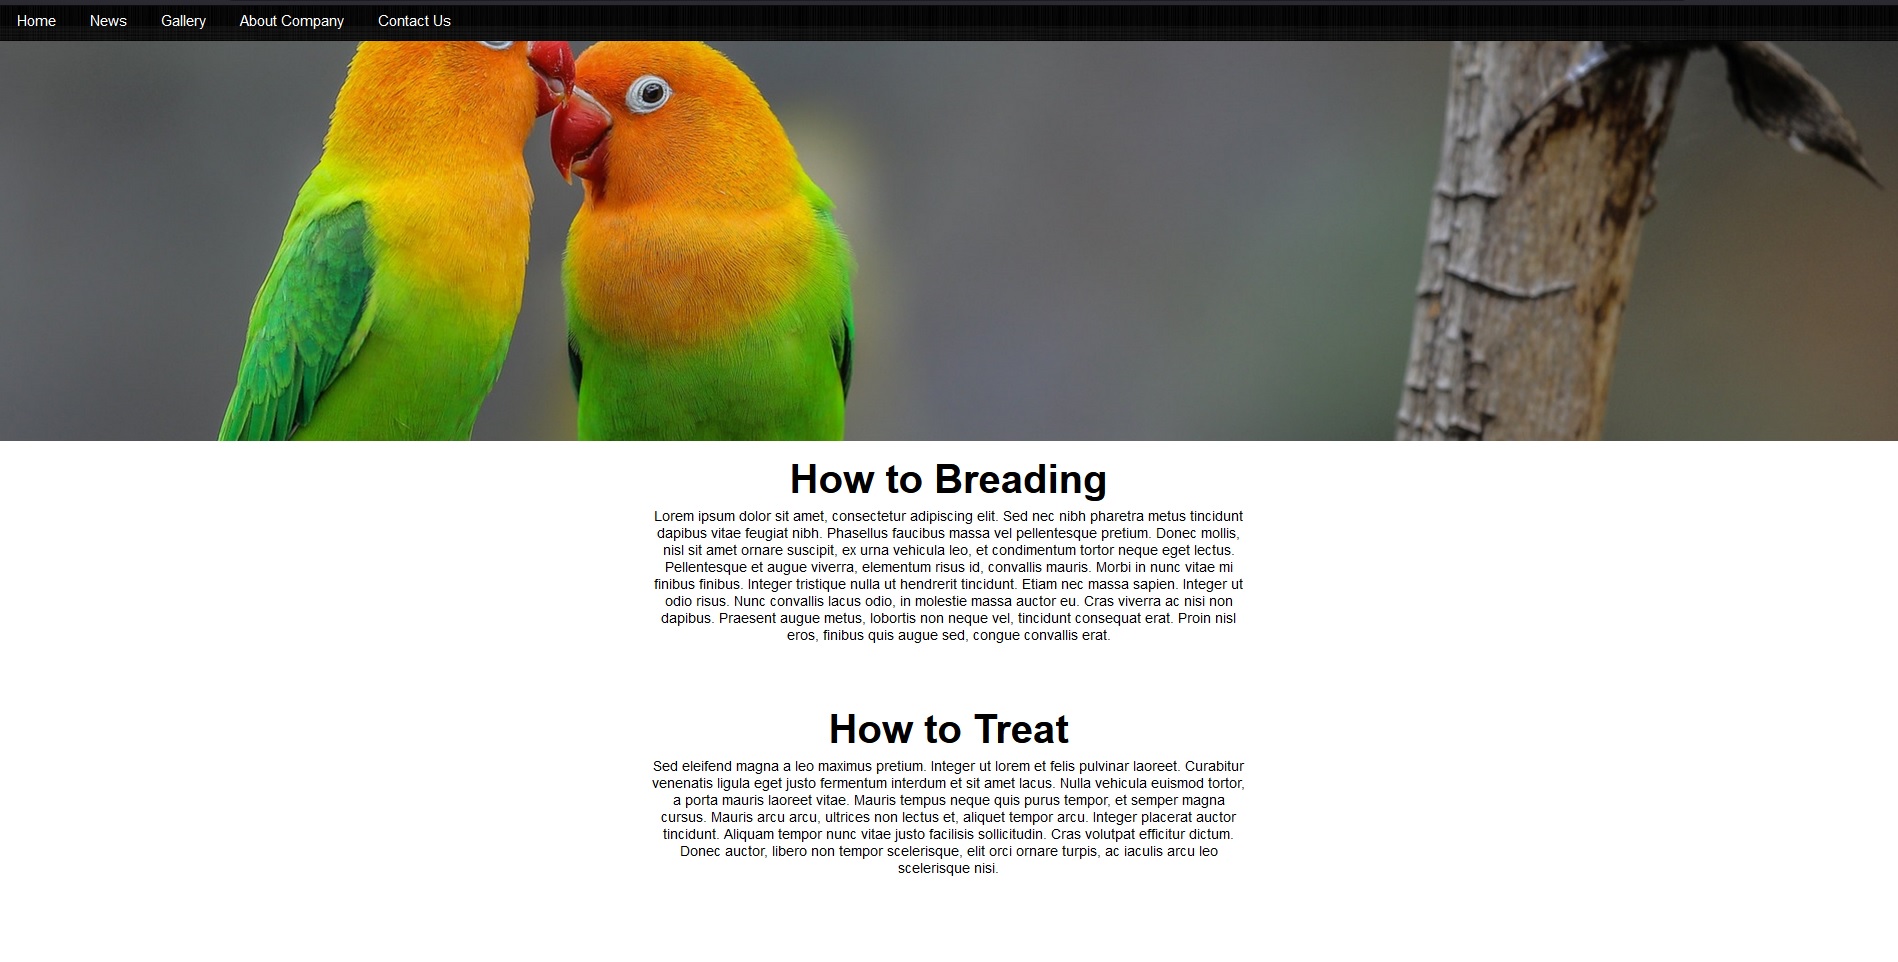 Home News Gallery About Company Contact Us
How to Breading
Lorem ipsum dolor sit amet, consectetur adipiscing elit. Sed nec nibh pharetra metus tincidunt
dapibus vitae feugiat nibh. Phasellus faucibus massa vel pellentesque pretium. Donec mollis,
nisl sit amet ornare suscipit, ex urna vehicula leo, et condimentum tortor neque eget lectus.
Pellentesque et augue viverra, elementum risus id, convallis mauris. Morbi in nunc vitae mi
finibus finibus. Integer tristique nulla ut hendrerit tincidunt. Etiam nec massa sapien. Integer ut
odio risus. Nunc convallis lacus odio, in molestie massa auctor eu. Cras viverra ac nisi non
dapibus. Praesent augue metus, lobortis non neque vel, tincidunt consequat erat. Proin nisl
eros, finibus quis augue sed, congue convallis erat.
How to Treat
Sed eleifend magna a leo maximus pretium. Integer ut lorem et felis pulvinar laoreet. Curabitur
venenatis ligula eget justo fermentum interdum et sit amet lacus. Nulla vehicula euismod tortor,
a porta mauris laoreet vitae. Mauris tempus neque quis purus tempor, et semper magna
cursus. Mauris arcu arcu, ultrices non lectus et, aliquet tempor arcu. Integer placerat auctor
tincidunt. Aliquam tempor nunc vitae justo facilisis sollicitudin. Cras volutpat efficitur dictum.
Donec auctor, libero non tempor scelerisque, elit orci ornare turpis, ac iaculis arcu leo
scelerisque nisi.